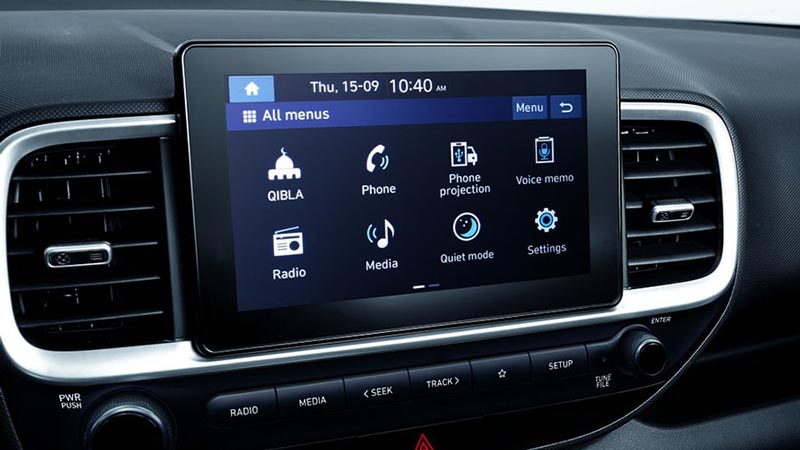 Thu, 15-09 10:40 AM
All menus Menu
QIBLA
Phone
Phone
projection
Voice memo
Radio
Media
Quiet mode
Settings
ENTER
PWR
PUSH
RADIO
MEDIA
< SEEK
TRACK >
SETUP
TUNE
FILE